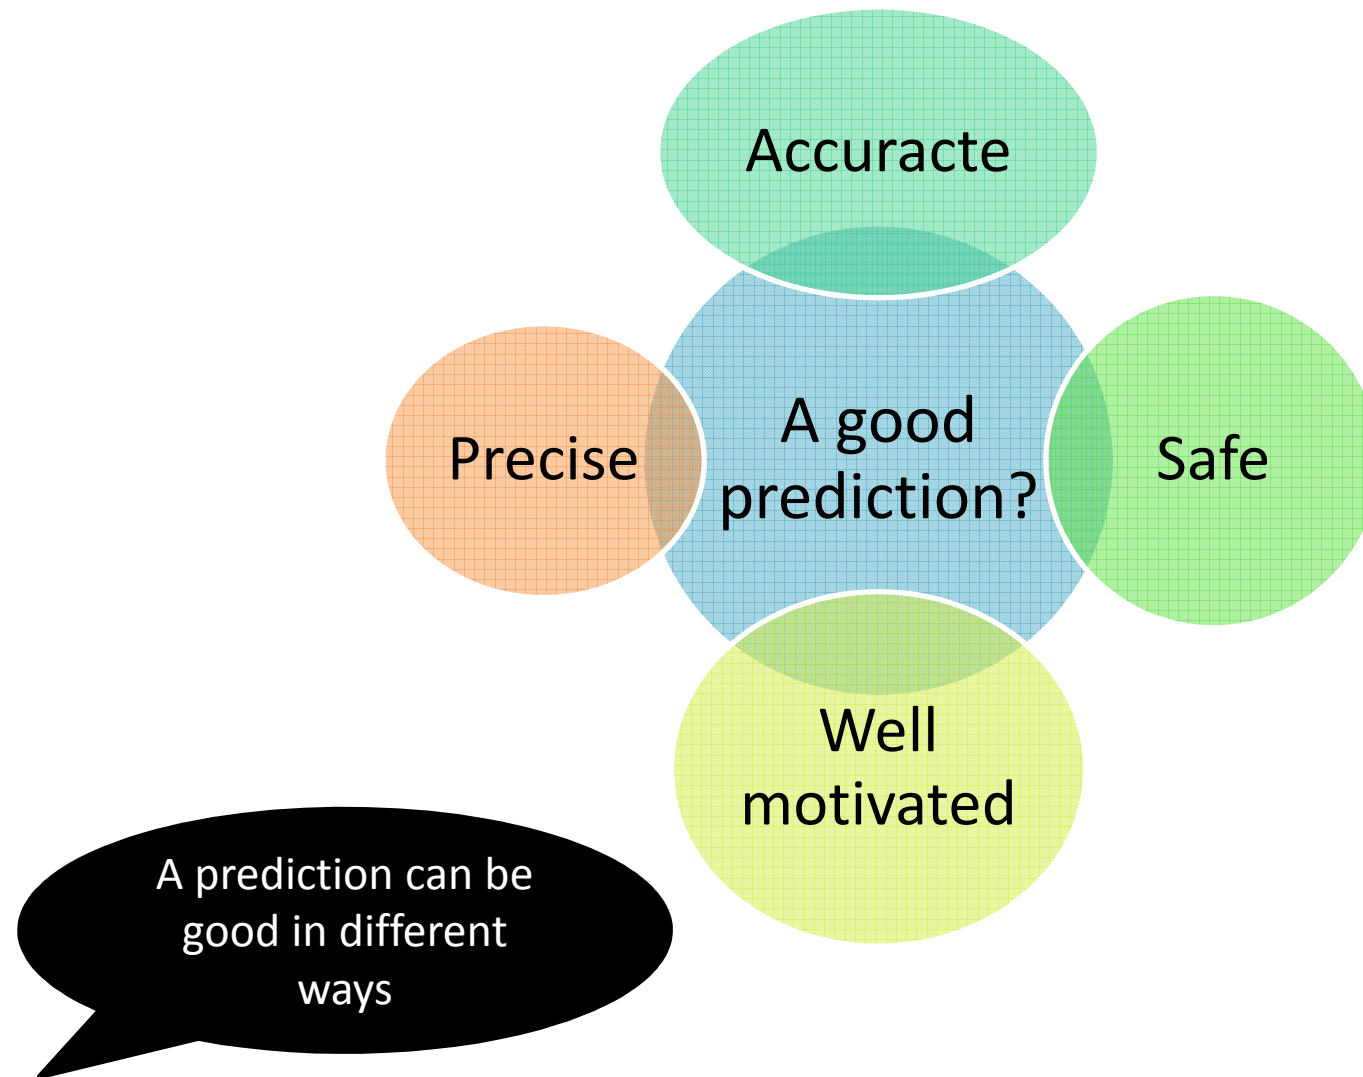 Accuracte
Precise
A good
prediction?
Safe
Well
motivated
A prediction can be
good in different
ways